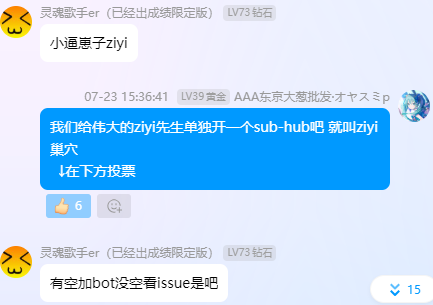 灵魂歌手er（已经出成绩限定版） LV73 钻石
小逼崽子ziyi
07-23 15:36:41 LV39 黄金 AAA东京大葱批发·オヤスミp
我们给伟大的ziyi先生单独开一个sub-hub吧 就叫ziyi
巢穴
↓在下方投票
6
灵魂歌手er（已经出成绩限定版） LV73 钻石
有空加bot没空看issue是吧
15